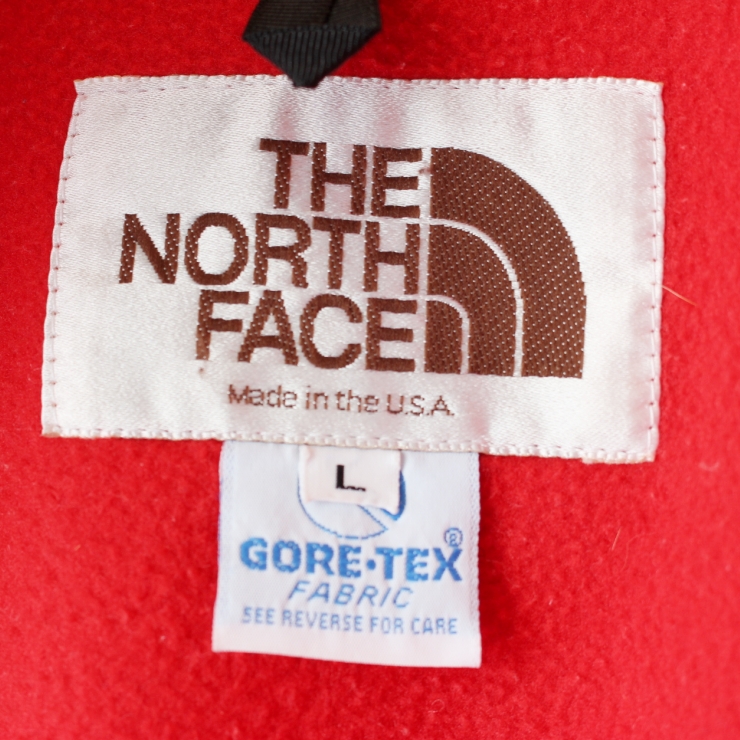 THE
NORTH
FACE
Made in the U.S.A.
L
GORE-TEX®
FABRIC
SEE REVERSE FOR CARE